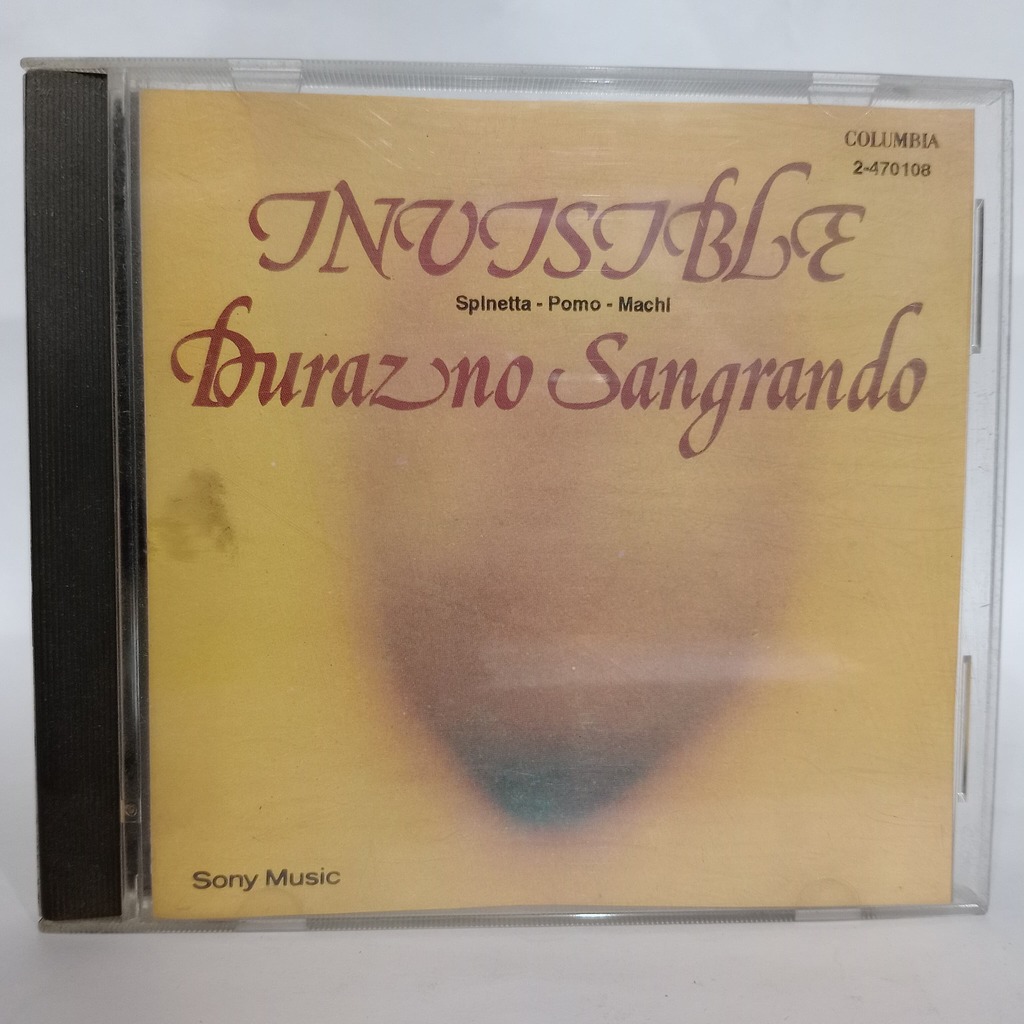 COLUMBIA
2-470108
INVISIBLE
Spinetta - Pomo - Machi
Durazno Sangrando
Sony Music